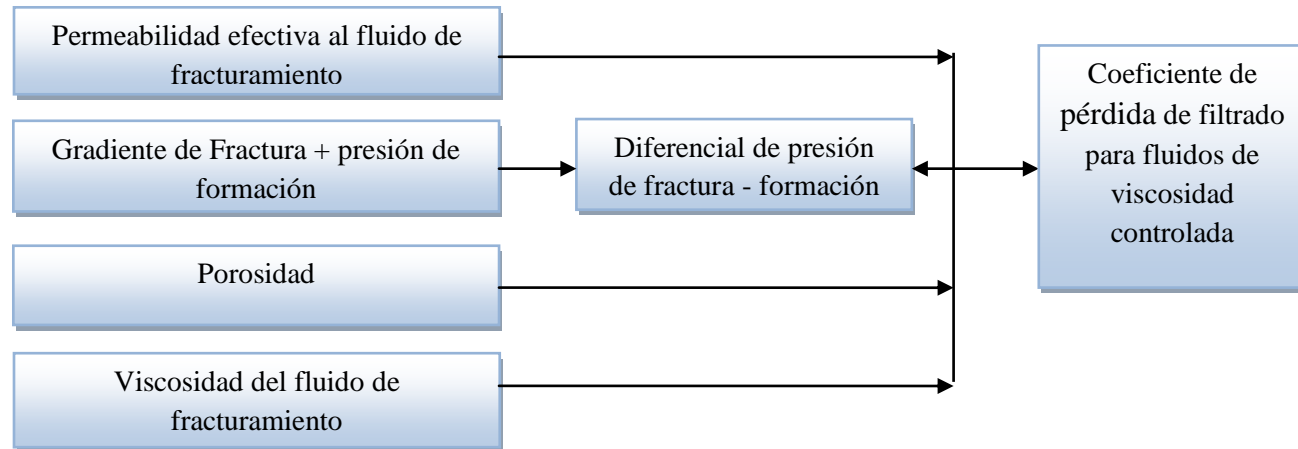 Permeabilidad efectiva al fluido de
fracturamiento
Gradiente de Fractura + presión de
formación
Diferencial de presión
de fractura - formación
Porosidad
Viscosidad del fluido de
fracturamiento
Coeficiente de
pérdida de filtrado
para fluidos de
viscosidad
controlada